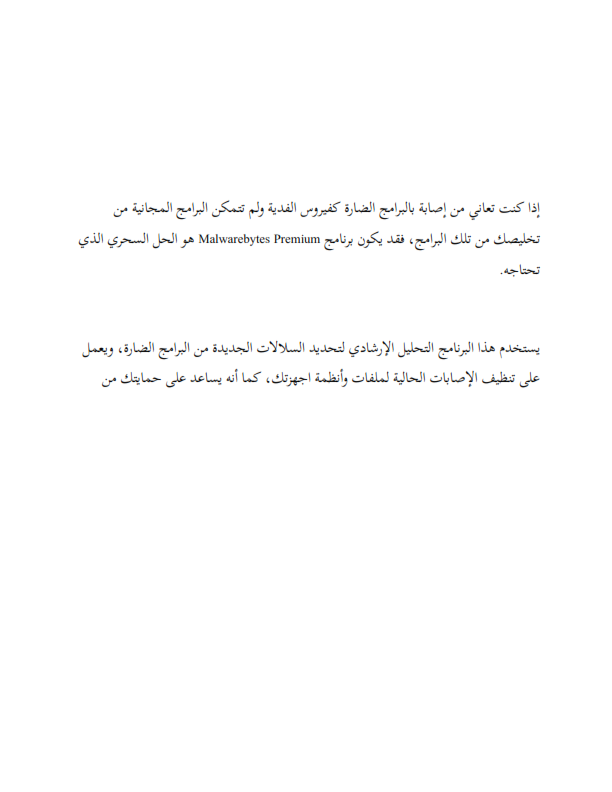 إذا كنت تعاني من إصابة بالبرامج الضارة كفيروس الفدية ولم تتمكن البرامج المجانية من
تخليصك من تلك البرامج، فقد يكون برنامج Malwarebytes Premium هو الحل السحري الذي
تحتاجه.
يستخدم هذا البرنامج التحليل الإرشادي لتحديد السلالات الجديدة من البرامج الضارة، ويعمل
على تنظيف الإصابات الحالية لملفات وأنظمة اجهزتك، كما أنه يساعد على حمايتك من